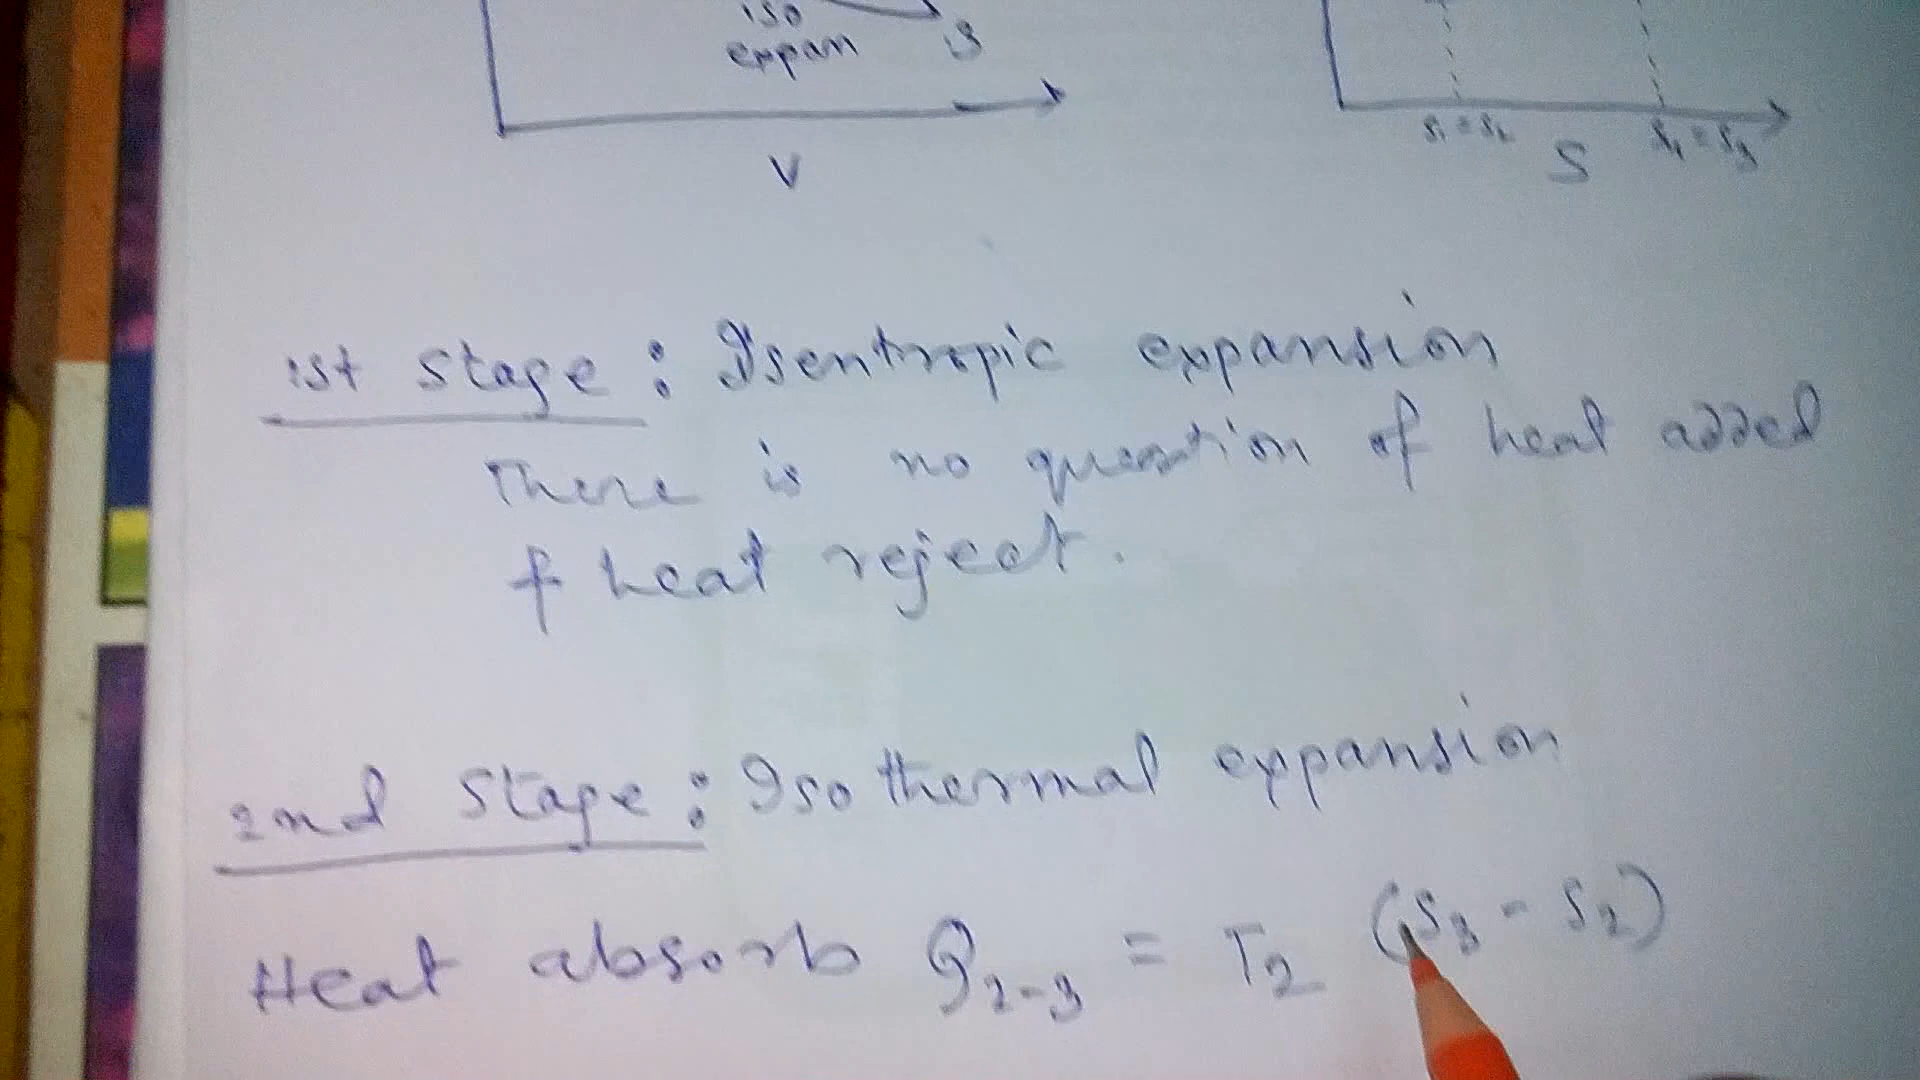 iso
expan 3
V
S₁ = S₂ S S₄ = S₃
1st stage : Isentropic expansion
There is no question of heat added
& heat reject.
2nd stage : Isothermal expansion
Heat absorb Q₂₋₃ = T₂ (S₃ - S₂)